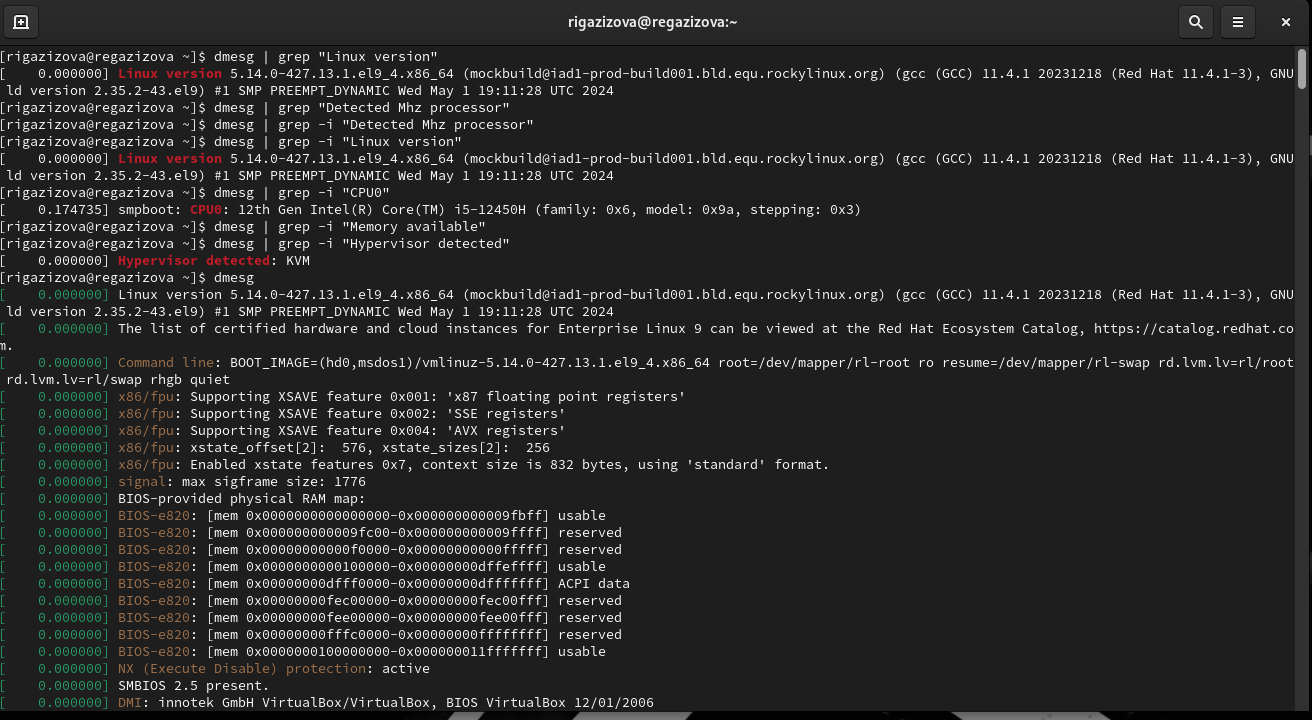 rigazizova@regazizova:~
[rigazizova@regazizova ~]$ dmesg | grep "Linux version"
[    0.000000] Linux version 5.14.0-427.13.1.el9_4.x86_64 (mockbuild@iad1-prod-build001.bld.equ.rockylinux.org) (gcc (GCC) 11.4.1 20231218 (Red Hat 11.4.1-3), GNU
ld version 2.35.2-43.el9) #1 SMP PREEMPT_DYNAMIC Wed May 1 19:11:28 UTC 2024
[rigazizova@regazizova ~]$ dmesg | grep "Detected Mhz processor"
[rigazizova@regazizova ~]$ dmesg | grep -i "Detected Mhz processor"
[rigazizova@regazizova ~]$ dmesg | grep -i "Linux version"
[    0.000000] Linux version 5.14.0-427.13.1.el9_4.x86_64 (mockbuild@iad1-prod-build001.bld.equ.rockylinux.org) (gcc (GCC) 11.4.1 20231218 (Red Hat 11.4.1-3), GNU
ld version 2.35.2-43.el9) #1 SMP PREEMPT_DYNAMIC Wed May 1 19:11:28 UTC 2024
[rigazizova@regazizova ~]$ dmesg | grep -i "CPU0"
[    0.174735] smpboot: CPU0: 12th Gen Intel(R) Core(TM) i5-12450H (family: 0x6, model: 0x9a, stepping: 0x3)
[rigazizova@regazizova ~]$ dmesg | grep -i "Memory available"
[rigazizova@regazizova ~]$ dmesg | grep -i "Hypervisor detected"
[    0.000000] Hypervisor detected: KVM
[rigazizova@regazizova ~]$ dmesg
[    0.000000] Linux version 5.14.0-427.13.1.el9_4.x86_64 (mockbuild@iad1-prod-build001.bld.equ.rockylinux.org) (gcc (GCC) 11.4.1 20231218 (Red Hat 11.4.1-3), GNU
ld version 2.35.2-43.el9) #1 SMP PREEMPT_DYNAMIC Wed May 1 19:11:28 UTC 2024
[    0.000000] The list of certified hardware and cloud instances for Enterprise Linux 9 can be viewed at the Red Hat Ecosystem Catalog, https://catalog.redhat.co
m.
[    0.000000] Command line: BOOT_IMAGE=(hd0,msdos1)/vmlinuz-5.14.0-427.13.1.el9_4.x86_64 root=/dev/mapper/rl-root ro resume=/dev/mapper/rl-swap rd.lvm.lv=rl/root
rd.lvm.lv=rl/swap rhgb quiet
[    0.000000] x86/fpu: Supporting XSAVE feature 0x001: 'x87 floating point registers'
[    0.000000] x86/fpu: Supporting XSAVE feature 0x002: 'SSE registers'
[    0.000000] x86/fpu: Supporting XSAVE feature 0x004: 'AVX registers'
[    0.000000] x86/fpu: xstate_offset[2]:  576, xstate_sizes[2]:  256
[    0.000000] x86/fpu: Enabled xstate features 0x7, context size is 832 bytes, using 'standard' format.
[    0.000000] signal: max sigframe size: 1776
[    0.000000] BIOS-provided physical RAM map:
[    0.000000] BIOS-e820: [mem 0x0000000000000000-0x000000000009fbff] usable
[    0.000000] BIOS-e820: [mem 0x000000000009fc00-0x000000000009ffff] reserved
[    0.000000] BIOS-e820: [mem 0x00000000000f0000-0x00000000000fffff] reserved
[    0.000000] BIOS-e820: [mem 0x0000000000100000-0x00000000dffeffff] usable
[    0.000000] BIOS-e820: [mem 0x00000000dfff0000-0x00000000dfffffff] ACPI data
[    0.000000] BIOS-e820: [mem 0x00000000fec00000-0x00000000fec00fff] reserved
[    0.000000] BIOS-e820: [mem 0x00000000fee00000-0x00000000fee00fff] reserved
[    0.000000] BIOS-e820: [mem 0x00000000fffc0000-0x00000000ffffffff] reserved
[    0.000000] BIOS-e820: [mem 0x0000000100000000-0x000000011fffffff] usable
[    0.000000] NX (Execute Disable) protection: active
[    0.000000] SMBIOS 2.5 present.
[    0.000000] DMI: innotek GmbH VirtualBox/VirtualBox, BIOS VirtualBox 12/01/2006